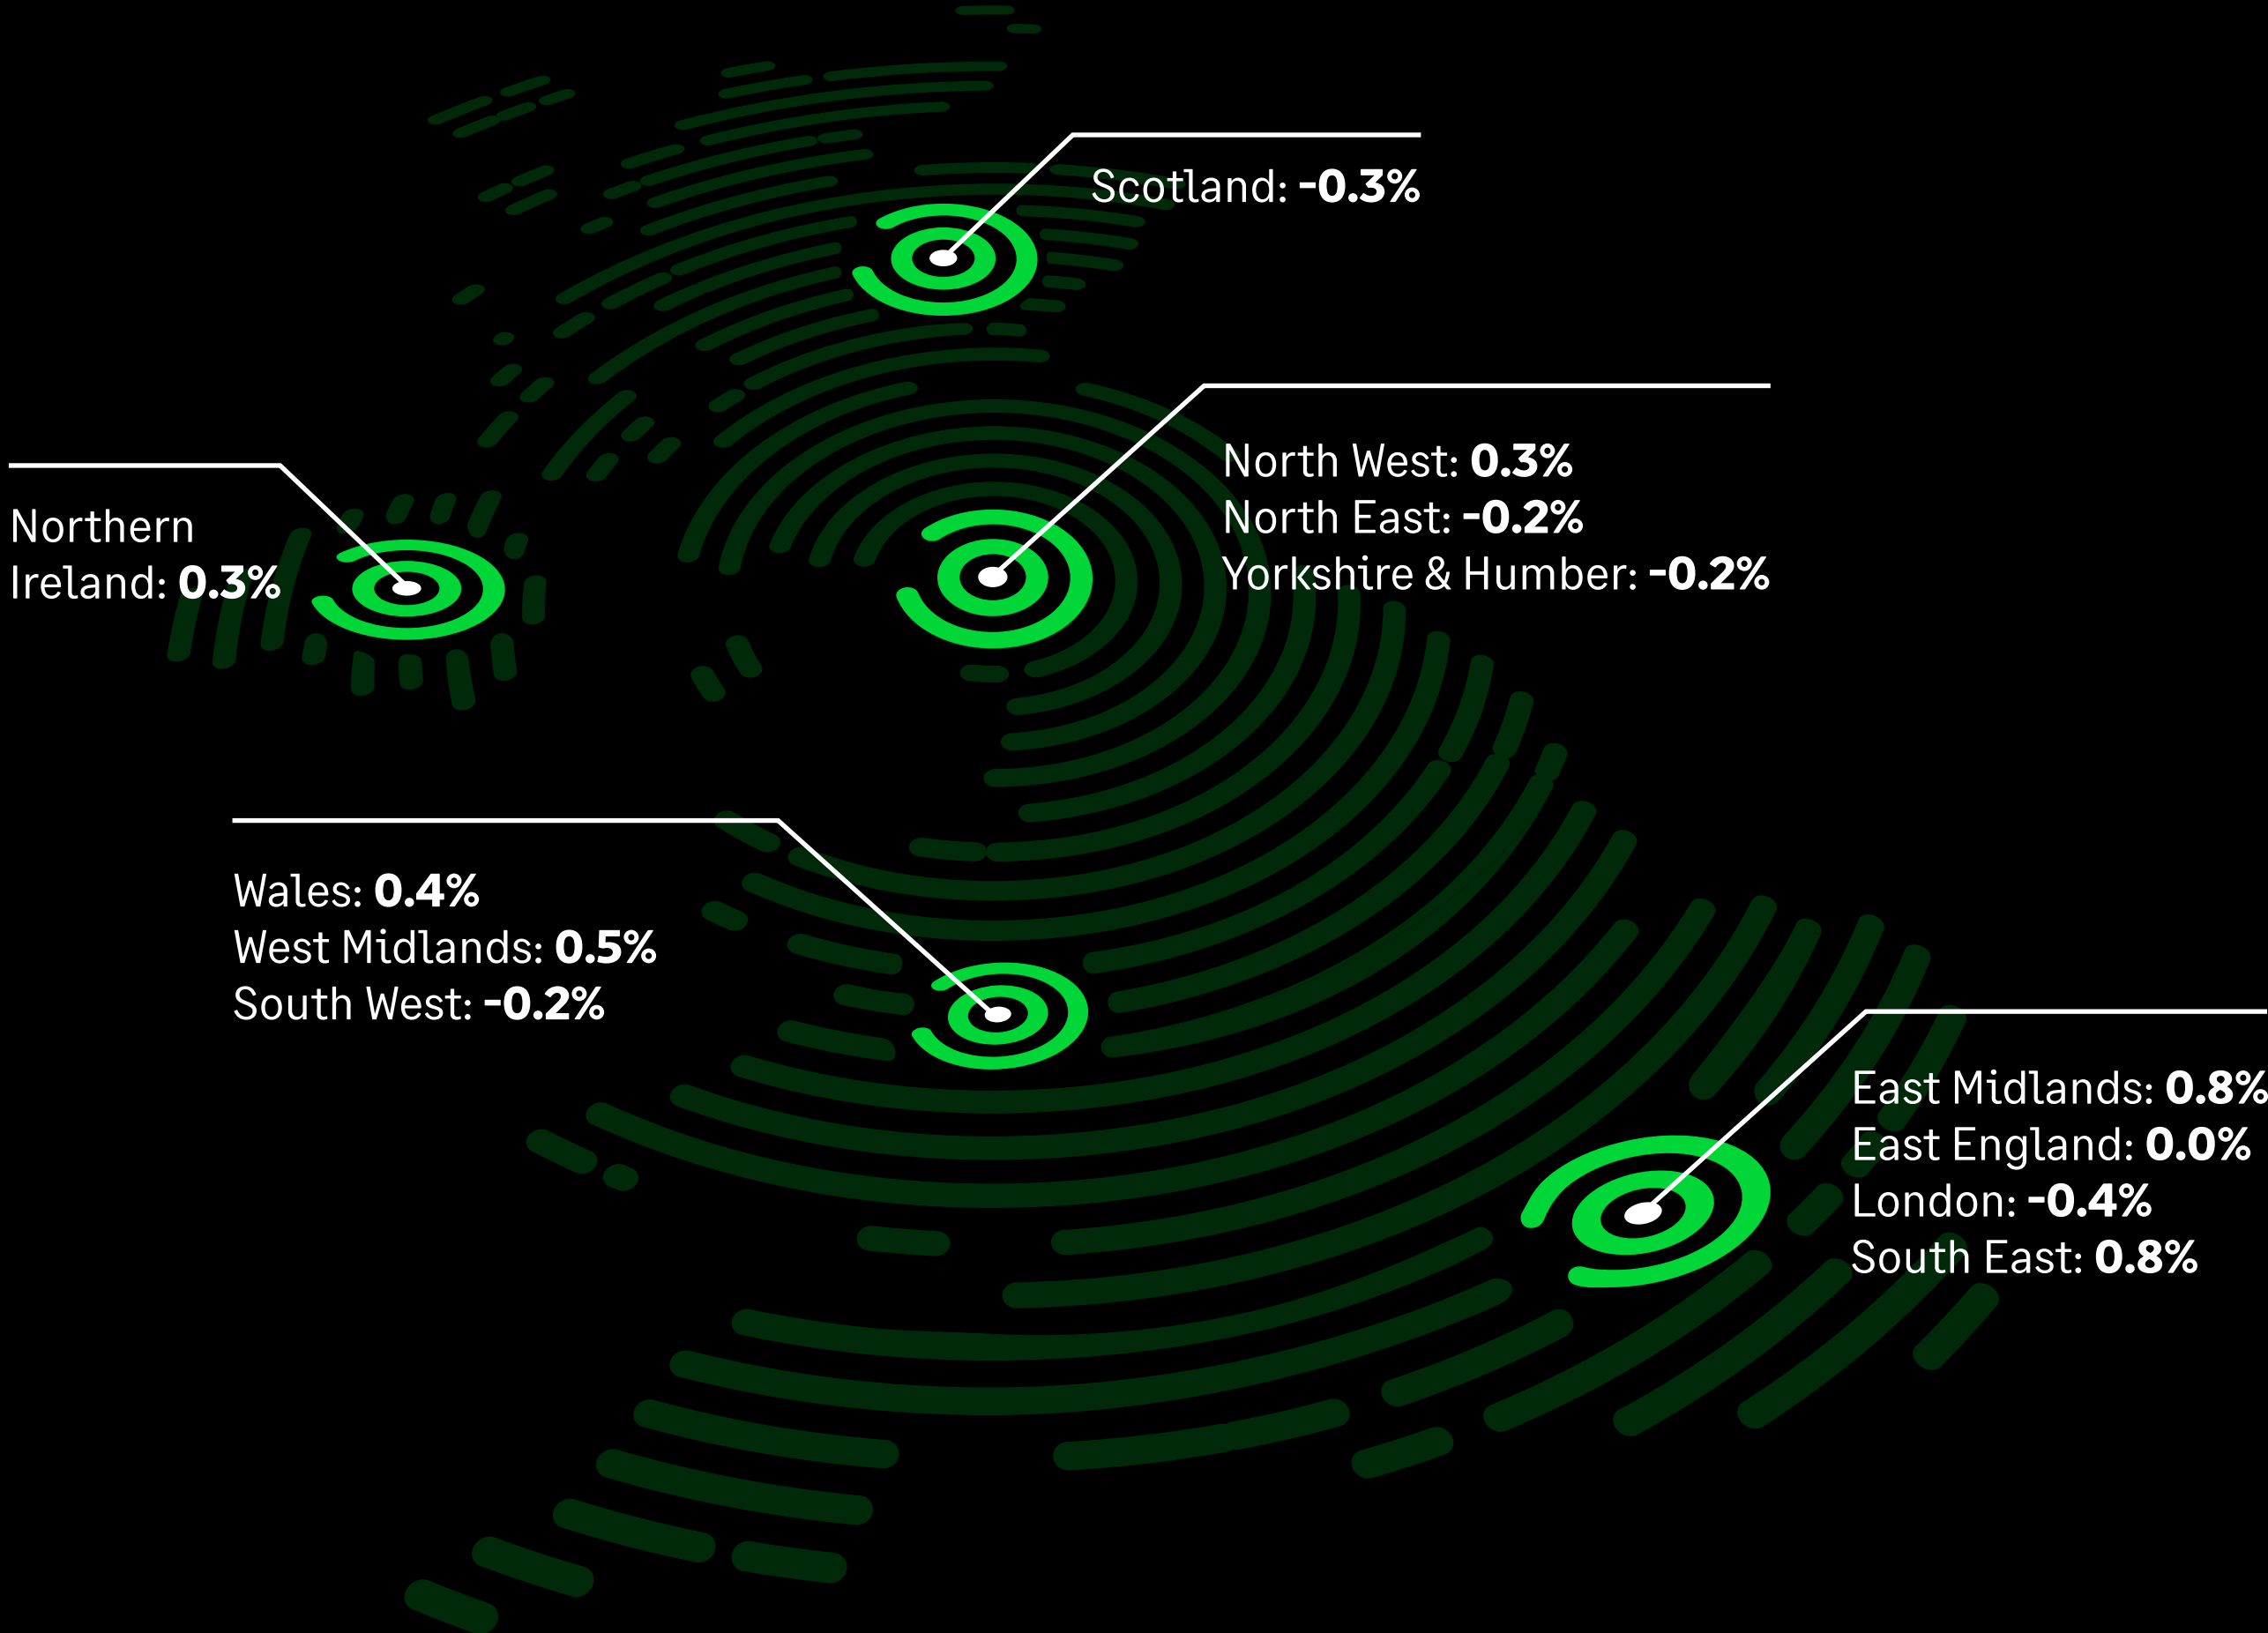 Scotland: -0.3%
North West: 0.3%
North East: -0.2%
Yorkshire & Humber: -0.2%
Northern
Ireland: 0.3%
Wales: 0.4%
West Midlands: 0.5%
South West: -0.2%
East Midlands: 0.8%
East England: 0.0%
London: -0.4%
South East: 0.8%